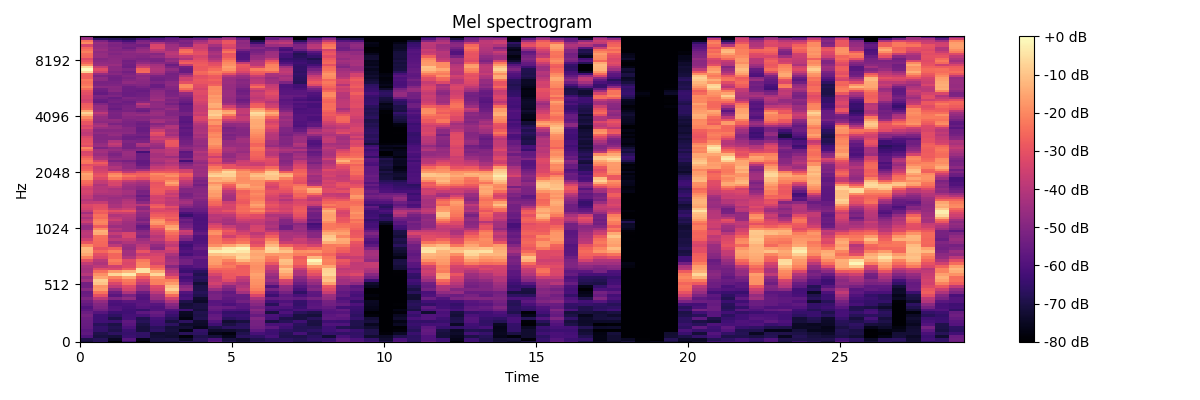 Mel spectrogram
8192
4096
2048
1024
512
0
Hz
0 5 10 15 20 25
Time
+0 dB
-10 dB
-20 dB
-30 dB
-40 dB
-50 dB
-60 dB
-70 dB
-80 dB